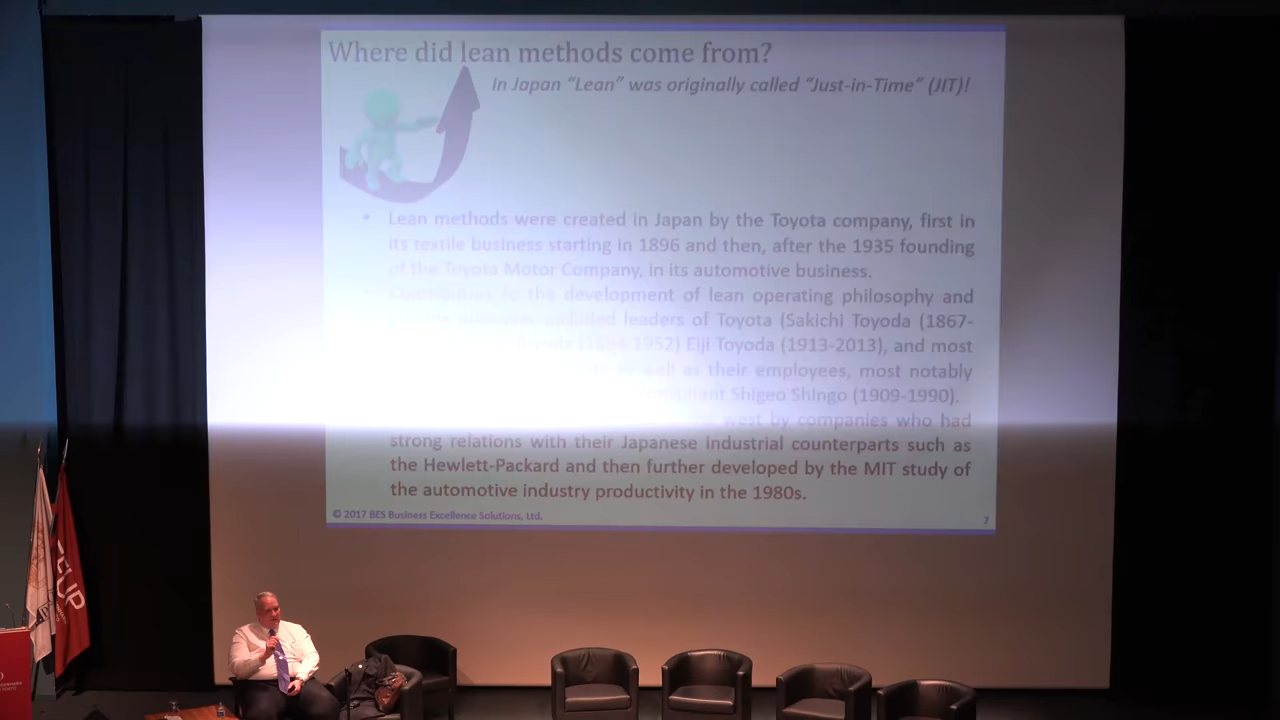 Where did lean methods come from?
In Japan "Lean" was originally called "Just-in-Time" (JIT)!
• Lean methods were created in Japan by the Toyota company, first in
its textile business starting in 1896 and then, after the 1935 founding
of the Toyota Motor Company, in its automotive business.
the development of lean operating philosophy and
included leaders of Toyota (Sakichi Toyoda (1867-
Toyoda (1894-1952) Eiji Toyoda (1913-2013), and most
as well as their employees, most notably
consultant Shigeo Shingo (1909-1990).
west by companies who had
strong relations with their Japanese industrial counterparts such as
the Hewlett-Packard and then further developed by the MIT study of
the automotive industry productivity in the 1980s.
© 2017 BES Business Excellence Solutions, Ltd.
7